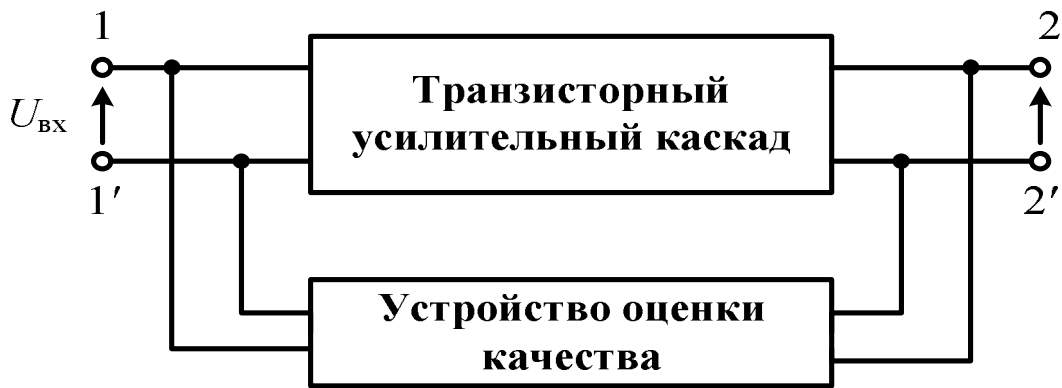 1
2
Транзисторный
усилительный каскад
Uвх
1′
2′
Устройство оценки
качества